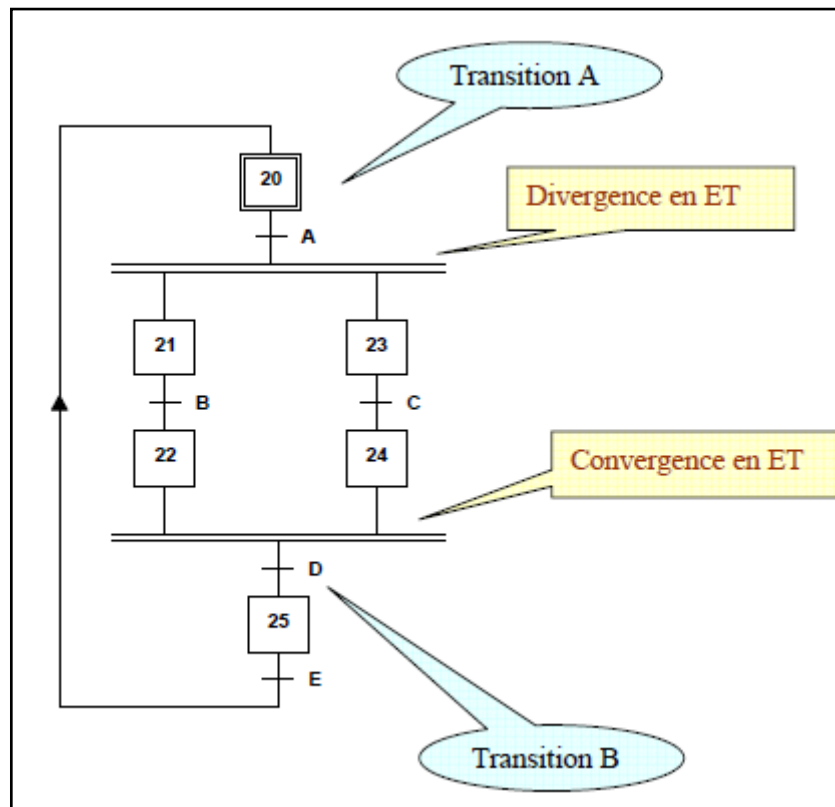 Transition A
20
Divergence en ET
A
21
23
B
C
22
24
Convergence en ET
D
25
E
Transition B